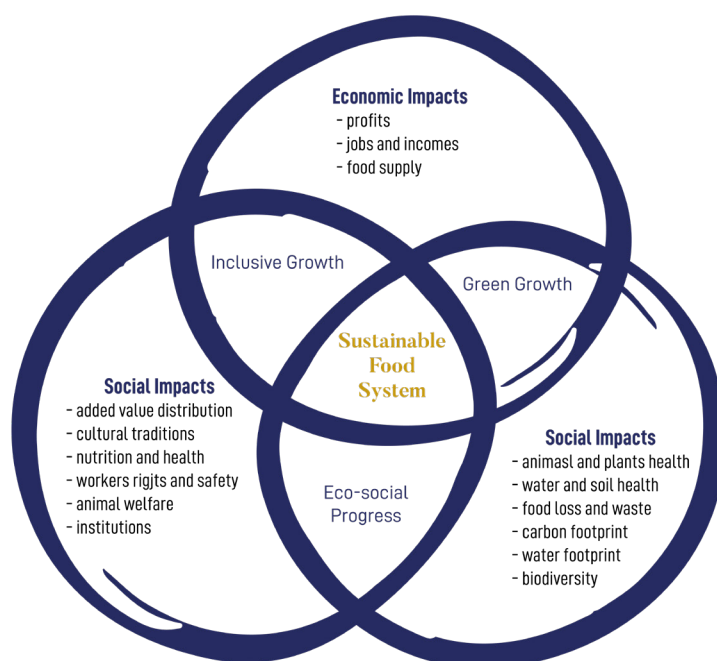 Economic Impacts
- profits
- jobs and incomes
- food supply
Inclusive Growth
Green Growth
Sustainable
Food
System
Social Impacts
- added value distribution
- cultural traditions
- nutrition and health
- workers rigjts and safety
- animal welfare
- institutions
Social Impacts
- animasl and plants health
- water and soil health
- food loss and waste
- carbon footprint
- water footprint
- biodiversity
Eco-social
Progress